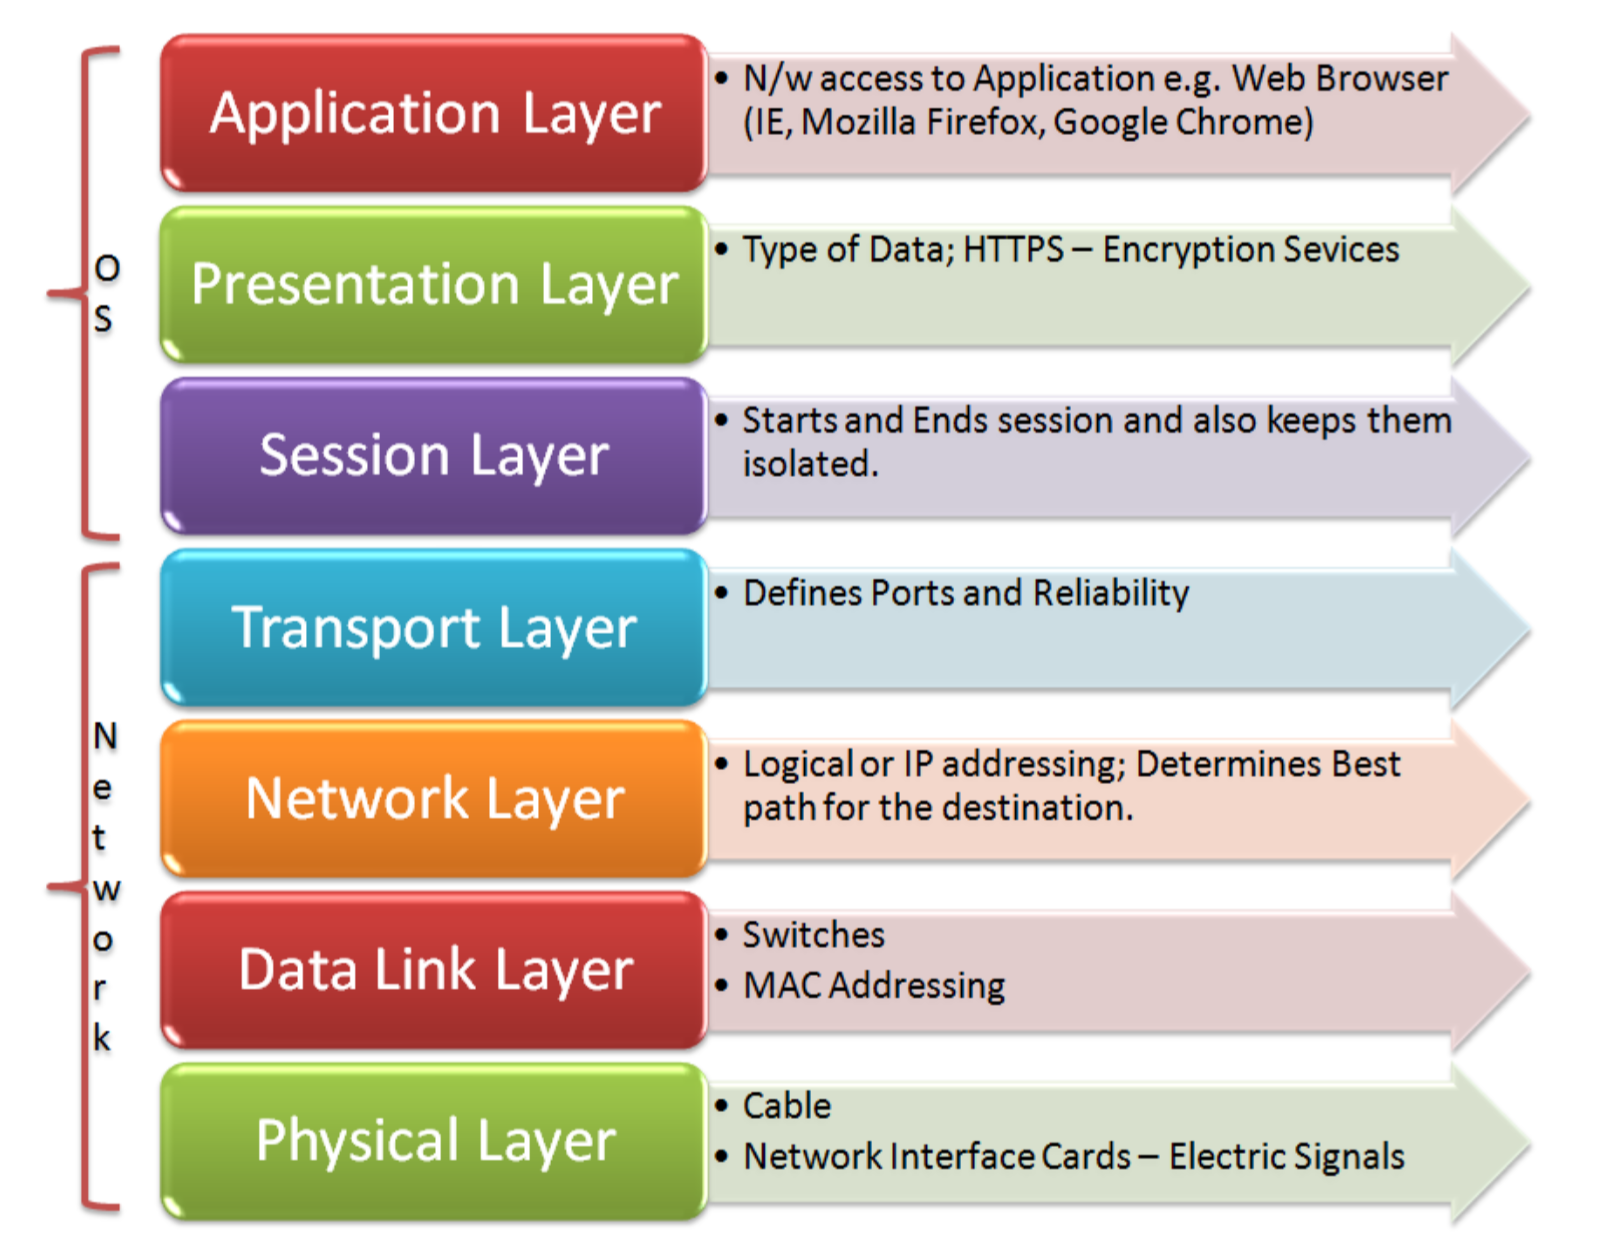 Application Layer
• N/w access to Application e.g. Web Browser
(IE, Mozilla Firefox, Google Chrome)
Presentation Layer
• Type of Data; HTTPS – Encryption Sevices
Session Layer
• Starts and Ends session and also keeps them
isolated.
OS
Transport Layer
• Defines Ports and Reliability
Network Layer
• Logical or IP addressing; Determines Best
path for the destination.
Data Link Layer
• Switches
• MAC Addressing
Physical Layer
• Cable
• Network Interface Cards – Electric Signals
Network